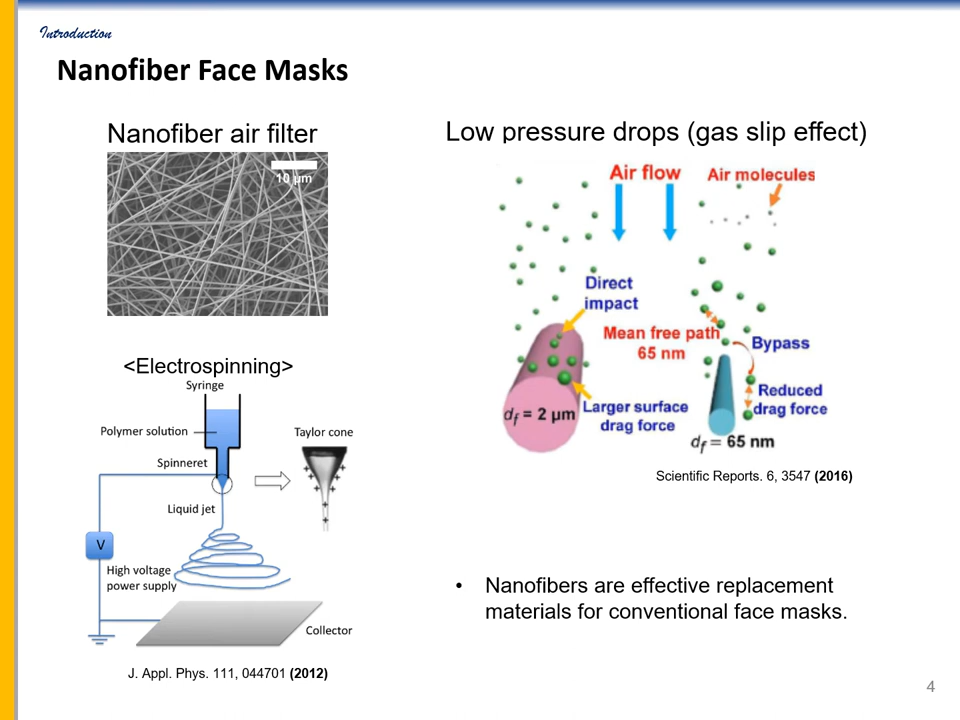 Introduction
Nanofiber Face Masks
Nanofiber air filter
10 μm
<Electrospinning>
Syringe
Polymer solution
Taylor cone
Spinneret
Liquid jet
V
High voltage
power supply
Collector
J. Appl. Phys. 111, 044701 (2012)
Low pressure drops (gas slip effect)
Air flow
Air molecules
Direct
impact
Mean free path
65 nm
Bypass
Larger surface
drag force
Reduced
drag force
df = 2 μm
df = 65 nm
Scientific Reports. 6, 3547 (2016)
• Nanofibers are effective replacement
materials for conventional face masks.
4